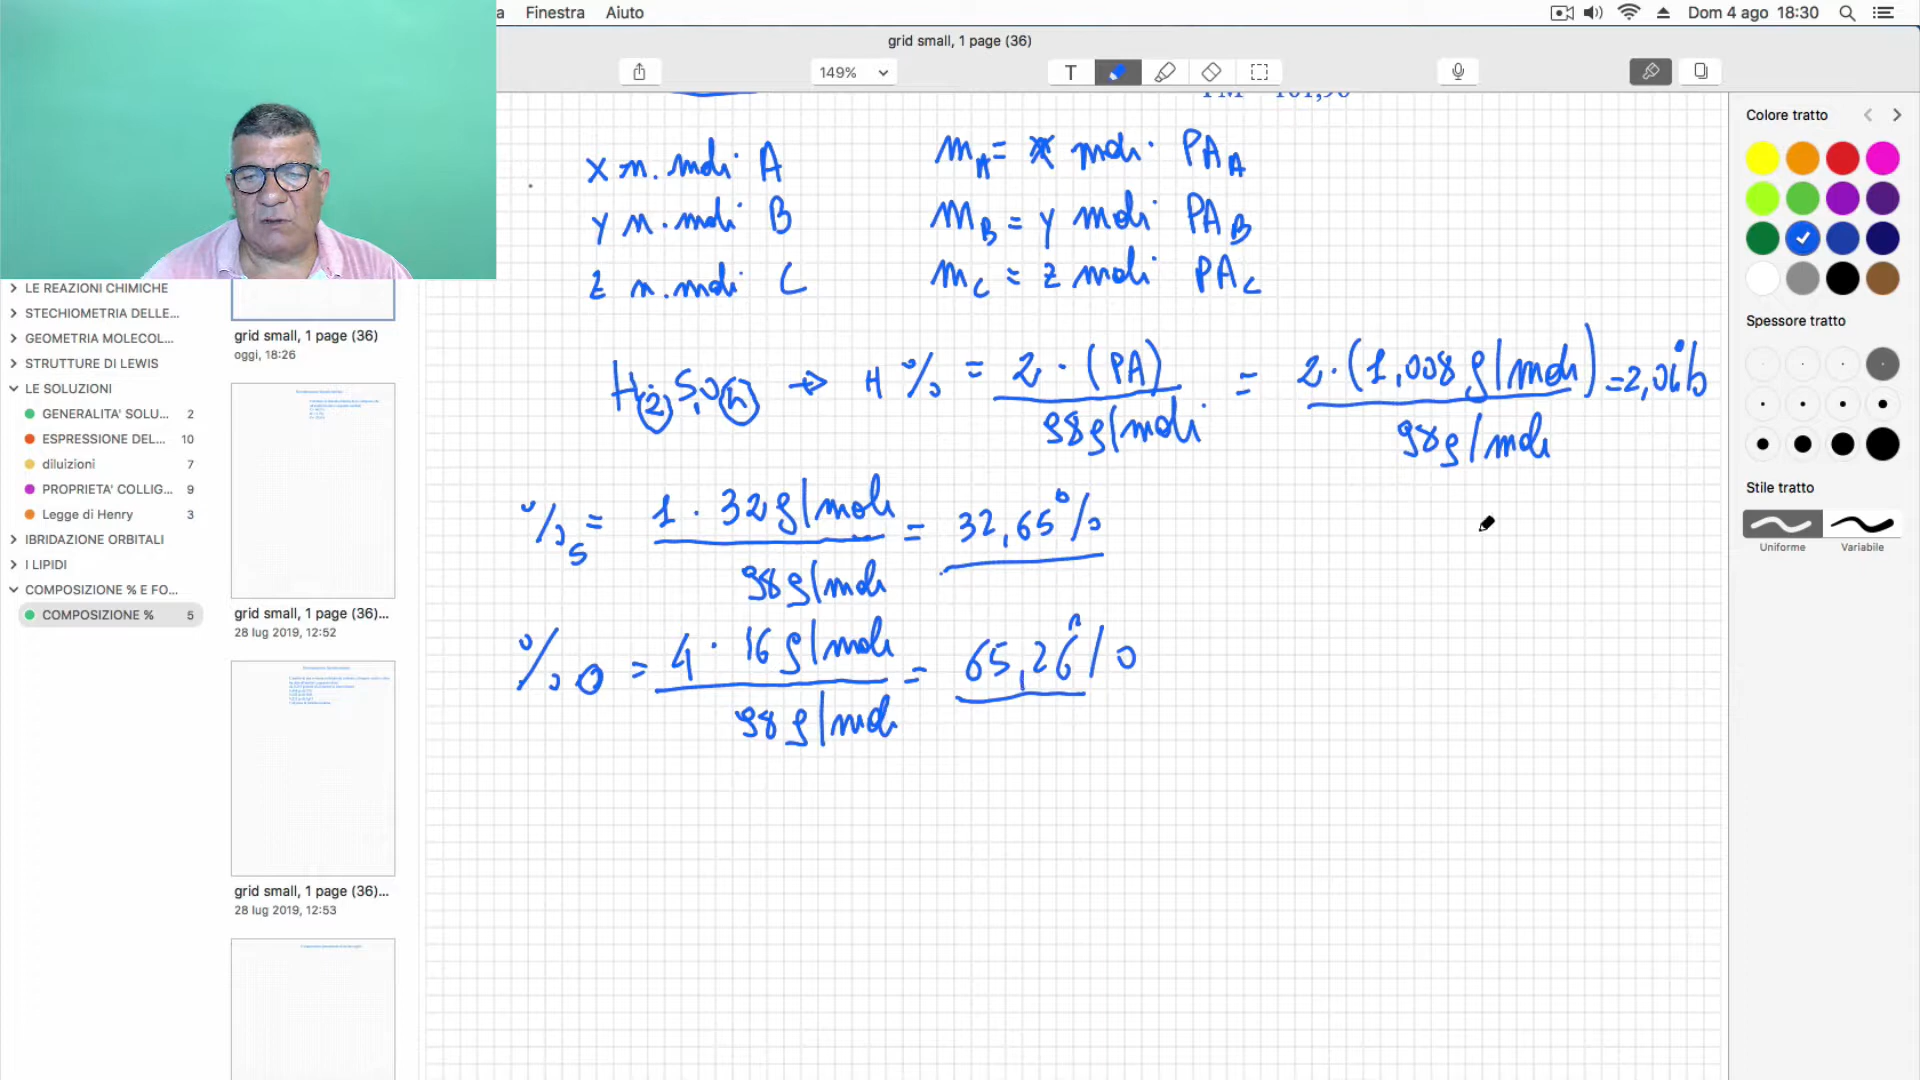 a Finestra Aiuto
Dom 4 ago 18:30
grid small, 1 page (36)
149%
T
x n. moli A
mA = x moli · PA A
y n. moli B
mB = y moli PA B
z n. moli C
mC = z moli PA C
H2SO4 → H % = 2 · (PA) / 98 g/moli = 2 · (1,008 g/moli) / 98 g/moli = 2,06%
% S = 1 · 32 g/moli / 98 g/moli = 32,65 %
% O = 4 · 16 g/moli / 98 g/moli = 65,26 %
LE REAZIONI CHIMICHE
STECHIOMETRIA DELLE...
GEOMETRIA MOLECOL...
STRUTTURE DI LEWIS
LE SOLUZIONI
GENERALITA' SOLU... 2
ESPRESSIONE DEL... 10
diluizioni 7
PROPRIETA' COLLIG... 9
Legge di Henry 3
IBRIDAZIONE ORBITALI
I LIPIDI
COMPOSIZIONE % E FO...
COMPOSIZIONE % 5
grid small, 1 page (36)
oggi, 18:26
grid small, 1 page (36)...
28 lug 2019, 12:52
grid small, 1 page (36)...
28 lug 2019, 12:53
Colore tratto
Spessore tratto
Stile tratto
Uniforme
Variabile